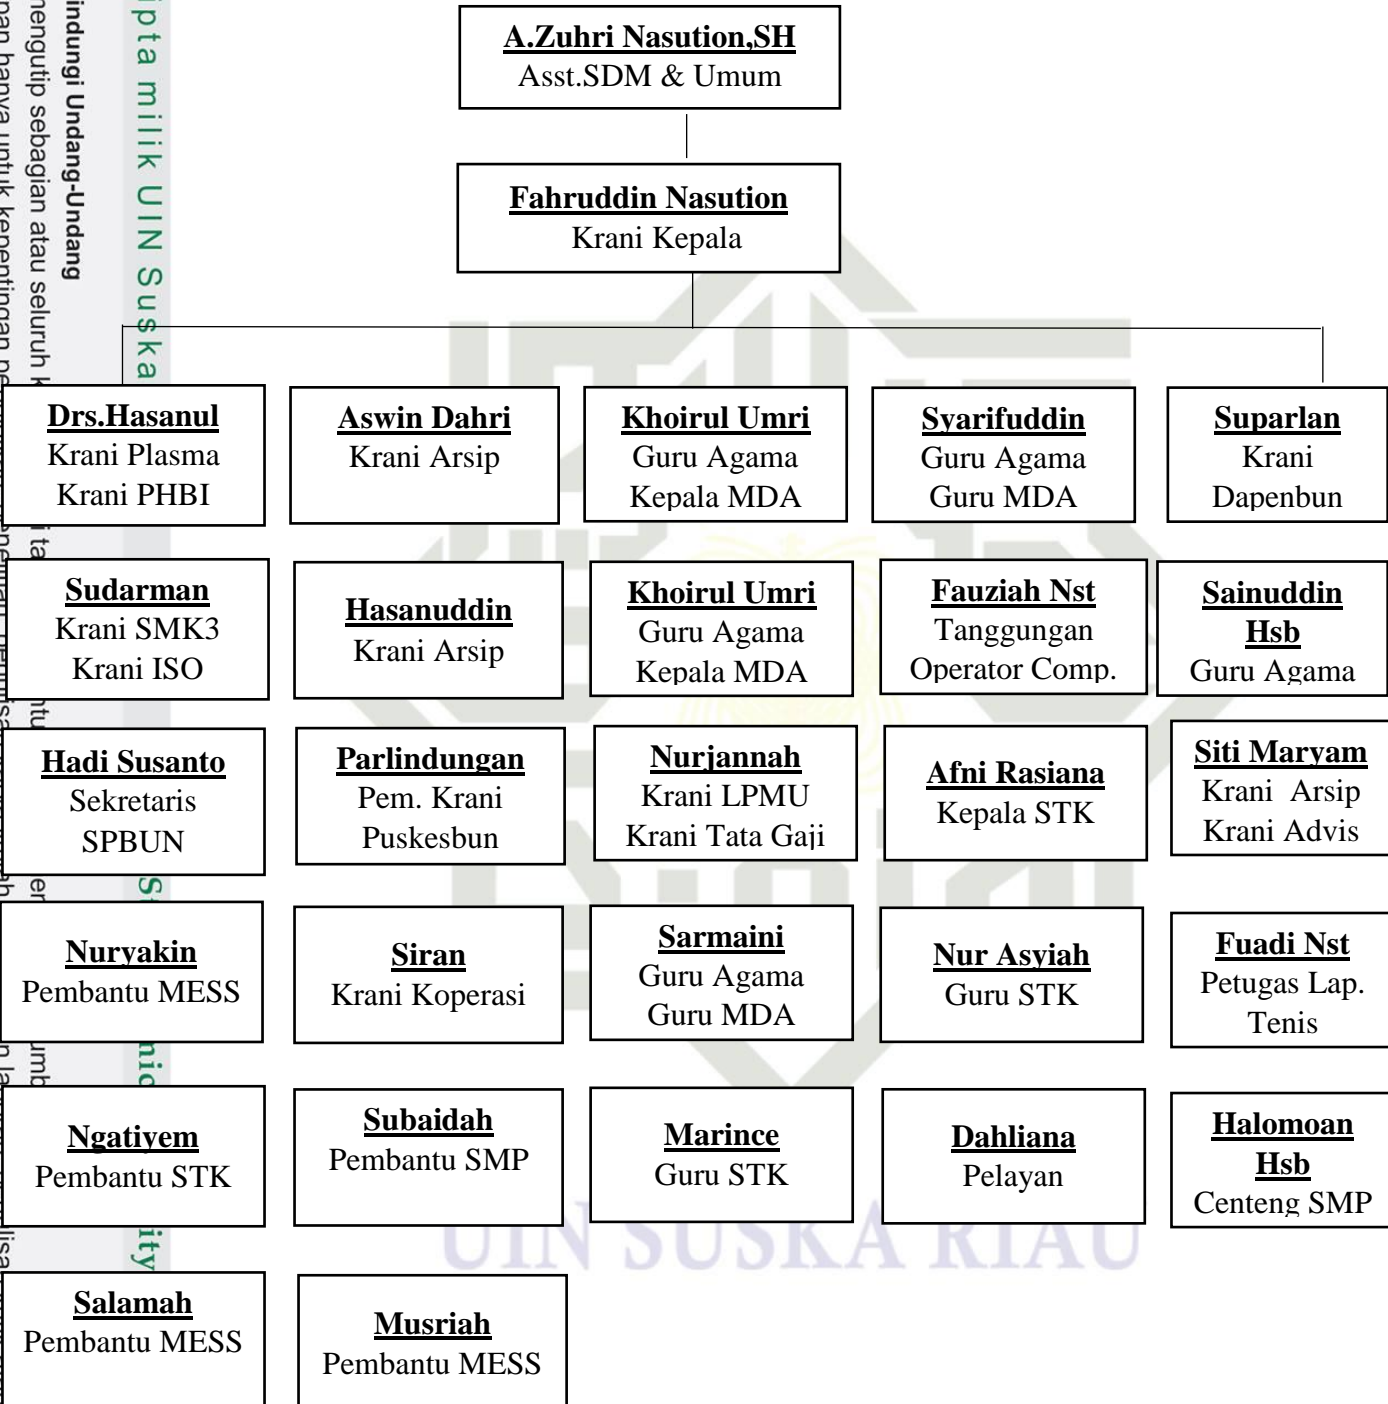 A.Zuhri Nasution,SH
Asst.SDM & Umum
Fahruddin Nasution
Krani Kepala
Drs.Hasanul
Krani Plasma
Krani PHBI
Aswin Dahri
Krani Arsip
Khoirul Umri
Guru Agama
Kepala MDA
Syarifuddin
Guru Agama
Guru MDA
Suparlan
Krani
Dapenbun
Sudarman
Krani SMK3
Krani ISO
Hasanuddin
Krani Arsip
Khoirul Umri
Guru Agama
Kepala MDA
Fauziah Nst
Tanggungan
Operator Comp.
Sainuddin
Hsb
Guru Agama
Hadi Susanto
Sekretaris
SPBUN
Parlindungan
Pem. Krani
Puskesbun
Nurjannah
Krani LPMU
Krani Tata Gaji
Afni Rasiana
Kepala STK
Siti Maryam
Krani Arsip
Krani Advis
Nuryakin
Pembantu MESS
Siran
Krani Koperasi
Sarmaini
Guru Agama
Guru MDA
Nur Asyiah
Guru STK
Fuadi Nst
Petugas Lap.
Tenis
Ngatiyem
Pembantu STK
Subaidah
Pembantu SMP
Marince
Guru STK
Dahliana
Pelayan
Halomoan
Hsb
Centeng SMP
Salamah
Pembantu MESS
Musriah
Pembantu MESS
UIN SUSKA RIAU
ipta milik UIN Suska
indungi Undang-Undang
mengutip sebagian atau seluruh
hanya untuk kepentingan